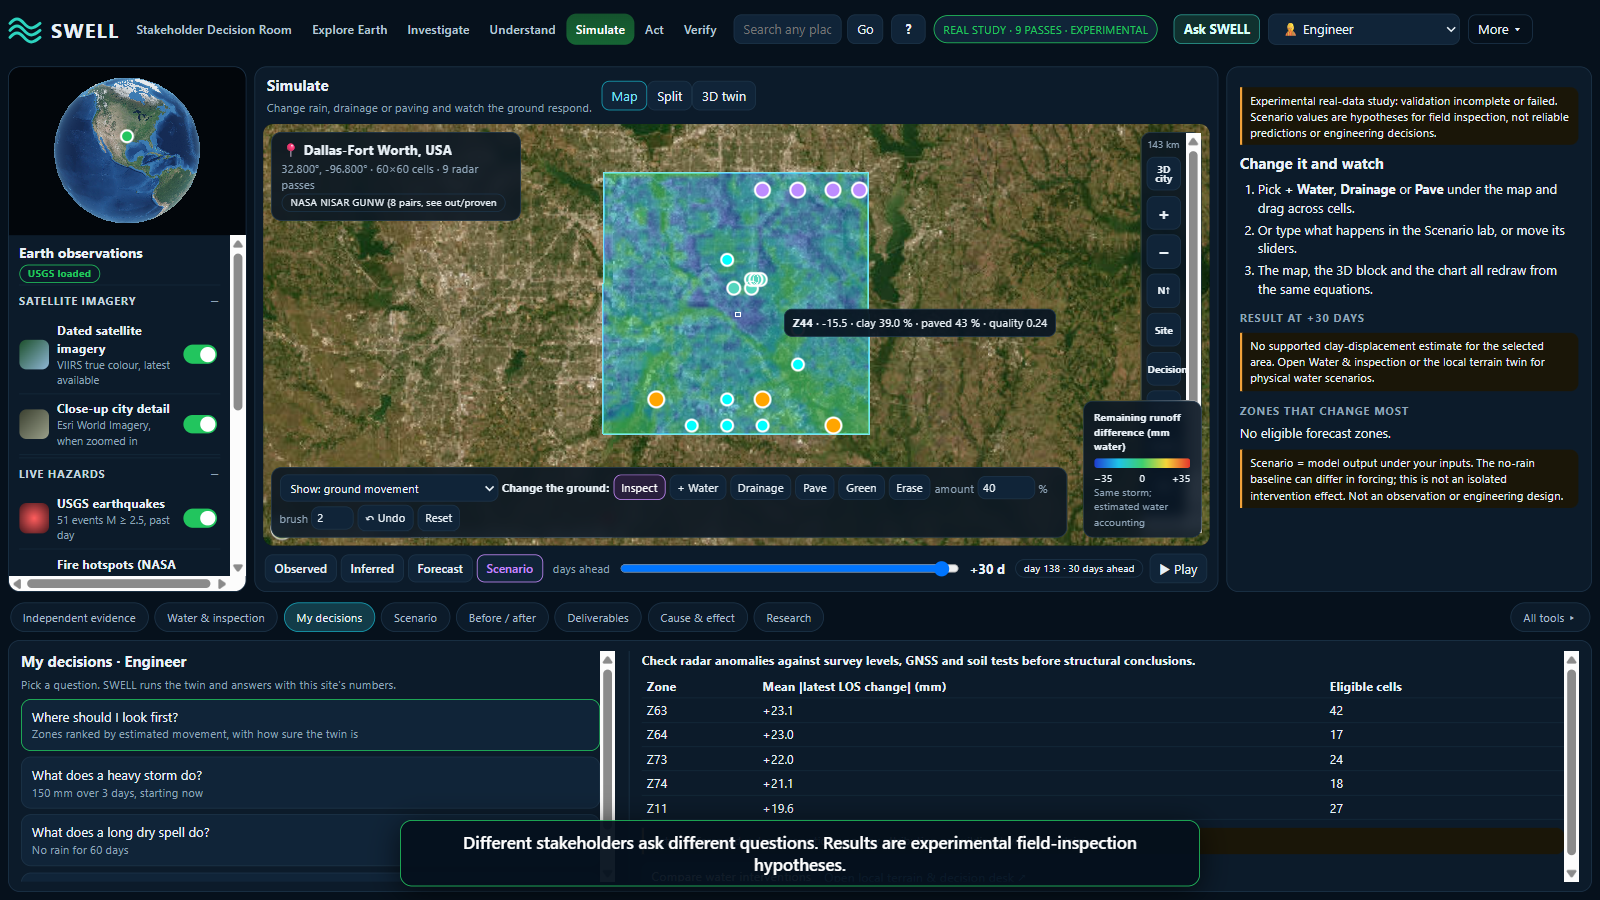 SWELL
Stakeholder Decision Room
Explore Earth
Investigate
Understand
Simulate
Act
Verify
Search any plac
Go
?
REAL STUDY · 9 PASSES · EXPERIMENTAL
Ask SWELL
Engineer
More
Earth observations
USGS loaded
SATELLITE IMAGERY
Dated satellite
imagery
VIIRS true colour, latest
available
Close-up city detail
Esri World Imagery,
when zoomed in
LIVE HAZARDS
USGS earthquakes
51 events M ≥ 2.5, past
day
Fire hotspots (NASA
Simulate
Change rain, drainage or paving and watch the ground respond.
Map
Split
3D twin
Dallas-Fort Worth, USA
32.800°, -96.800° · 60×60 cells · 9 radar
passes
NASA NISAR GUNW (8 pairs, see out/proven
143 km
3D
city
+
−
N↑
Site
Decision
Z44 · -15.5 · clay 39.0 % · paved 43 % · quality 0.24
Remaining runoff
difference (mm
water)
−35 0 +35
Same storm;
estimated water
accounting
Show: ground movement
Change the ground:
Inspect
+ Water
Drainage
Pave
Green
Erase
amount 40 %
brush 2
↶ Undo
Reset
Observed
Inferred
Forecast
Scenario
days ahead
+30 d
day 138 · 30 days ahead
▶ Play
Experimental real-data study: validation incomplete or failed.
Scenario values are hypotheses for field inspection, not reliable
predictions or engineering decisions.
Change it and watch
1. Pick + Water, Drainage or Pave under the map and
drag across cells.
2. Or type what happens in the Scenario lab, or move its
sliders.
3. The map, the 3D block and the chart all redraw from
the same equations.
RESULT AT +30 DAYS
No supported clay-displacement estimate for the selected
area. Open Water & inspection or the local terrain twin for
physical water scenarios.
ZONES THAT CHANGE MOST
No eligible forecast zones.
Scenario = model output under your inputs. The no-rain
baseline can differ in forcing; this is not an isolated
intervention effect. Not an observation or engineering design.
Independent evidence
Water & inspection
My decisions
Scenario
Before / after
Deliverables
Cause & effect
Research
All tools
My decisions · Engineer
Pick a question. SWELL runs the twin and answers with this site's numbers.
Where should I look first?
Zones ranked by estimated movement, with how sure the twin is
What does a heavy storm do?
150 mm over 3 days, starting now
What does a long dry spell do?
No rain for 60 days
Check radar anomalies against survey levels, GNSS and soil tests before structural conclusions.
Zone Mean |latest LOS change| (mm) Eligible cells
Z63 +23.1 42
Z64 +23.0 17
Z73 +22.0 24
Z74 +21.1 18
Z11 +19.6 27
Different stakeholders ask different questions. Results are experimental field-inspection
hypotheses.